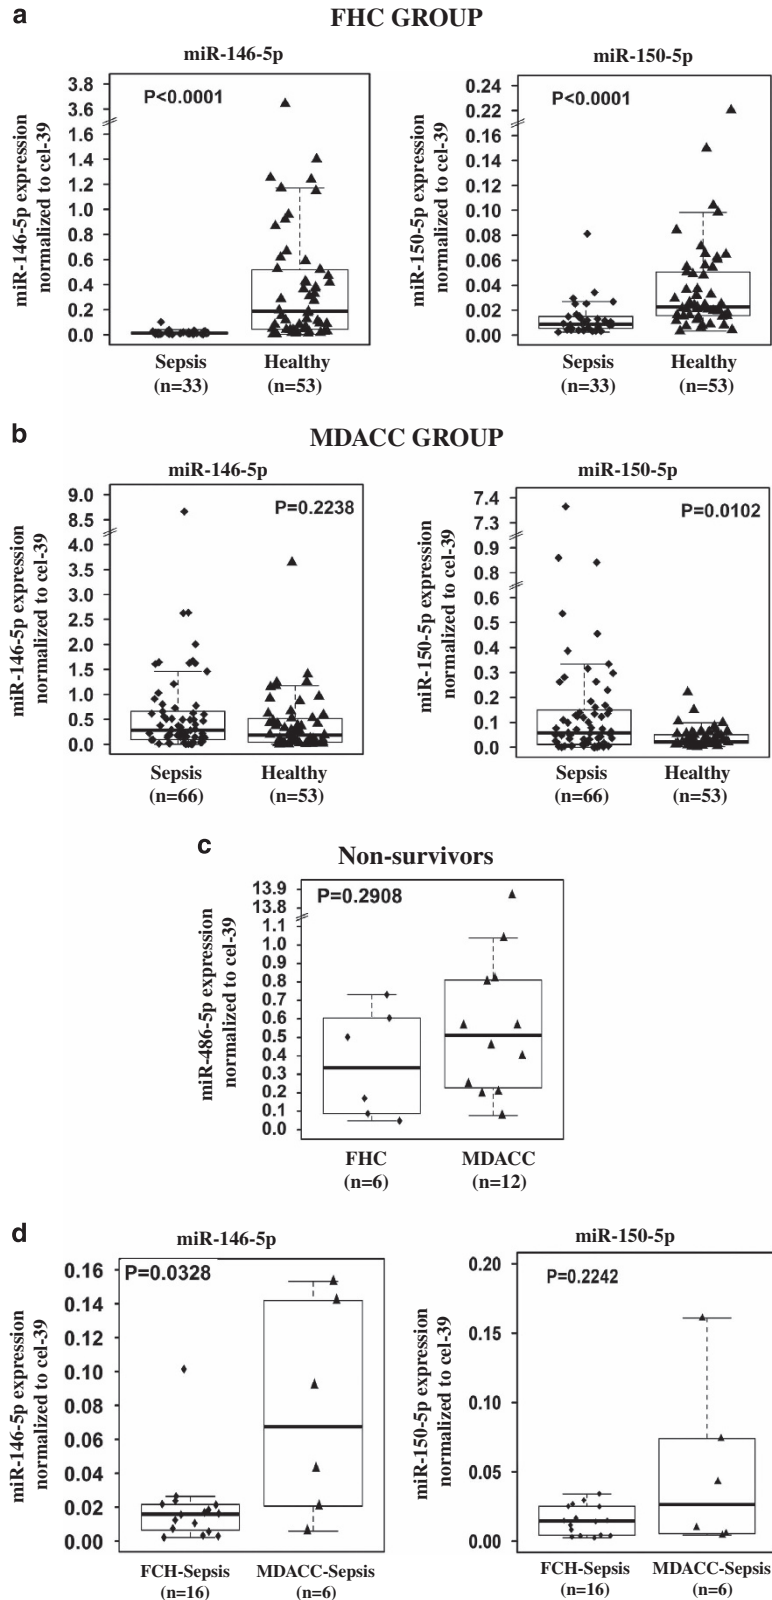 a
FHC GROUP
miR-146-5p
miR-146-5p expression
normalized to cel-39
P<0.0001
3.8
3.6
1.6
1.4
1.2
1.0
0.8
0.6
0.4
0.2
0.0
Sepsis
(n=33)
Healthy
(n=53)
miR-150-5p
miR-150-5p expression
normalized to cel-39
P<0.0001
0.24
0.22
0.16
0.14
0.12
0.10
0.08
0.06
0.04
0.02
0.00
Sepsis
(n=33)
Healthy
(n=53)
b
MDACC GROUP
miR-146-5p
miR-146-5p expression
normalized to cel-39
P=0.2238
9.0
8.5
4.0
3.5
3.0
2.5
2.0
1.5
1.0
0.5
0.0
Sepsis
(n=66)
Healthy
(n=53)
miR-150-5p
miR-150-5p expression
normalized to cel-39
P=0.0102
7.4
7.3
0.9
0.8
0.6
0.5
0.4
0.3
0.2
0.1
0.0
Sepsis
(n=66)
Healthy
(n=53)
c
Non-survivors
miR-486-5p expression
normalized to cel-39
P=0.2908
13.9
13.8
1.1
1.0
0.8
0.7
0.6
0.5
0.4
0.3
0.2
0.1
0.0
FHC
(n=6)
MDACC
(n=12)
d
miR-146-5p
miR-146-5p expression
normalized to cel-39
P=0.0328
0.16
0.14
0.12
0.10
0.08
0.06
0.04
0.02
0.00
FCH-Sepsis
(n=16)
MDACC-Sepsis
(n=6)
miR-150-5p
miR-150-5p expression
normalized to cel-39
P=0.2242
0.20
0.15
0.10
0.05
0.00
FCH-Sepsis
(n=16)
MDACC-Sepsis
(n=6)